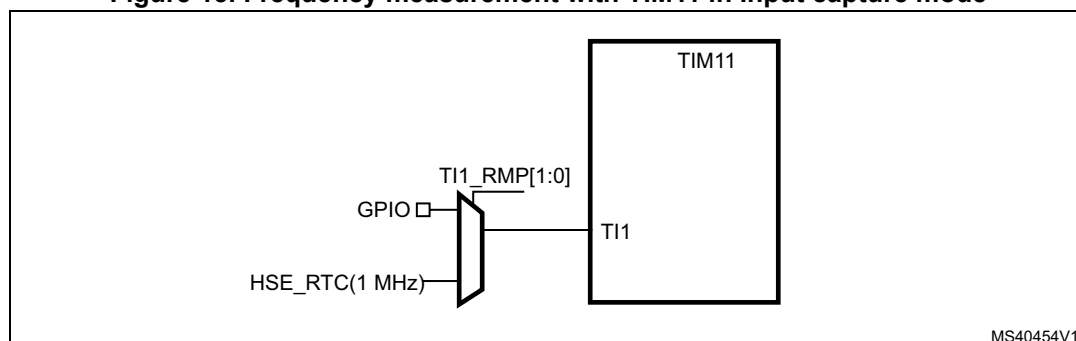 Figure 18. Frequency measurement with TIM11 in Input capture mode
TIM11
TI1_RMP[1:0]
GPIO
TI1
HSE_RTC(1 MHz)
MS40454V1